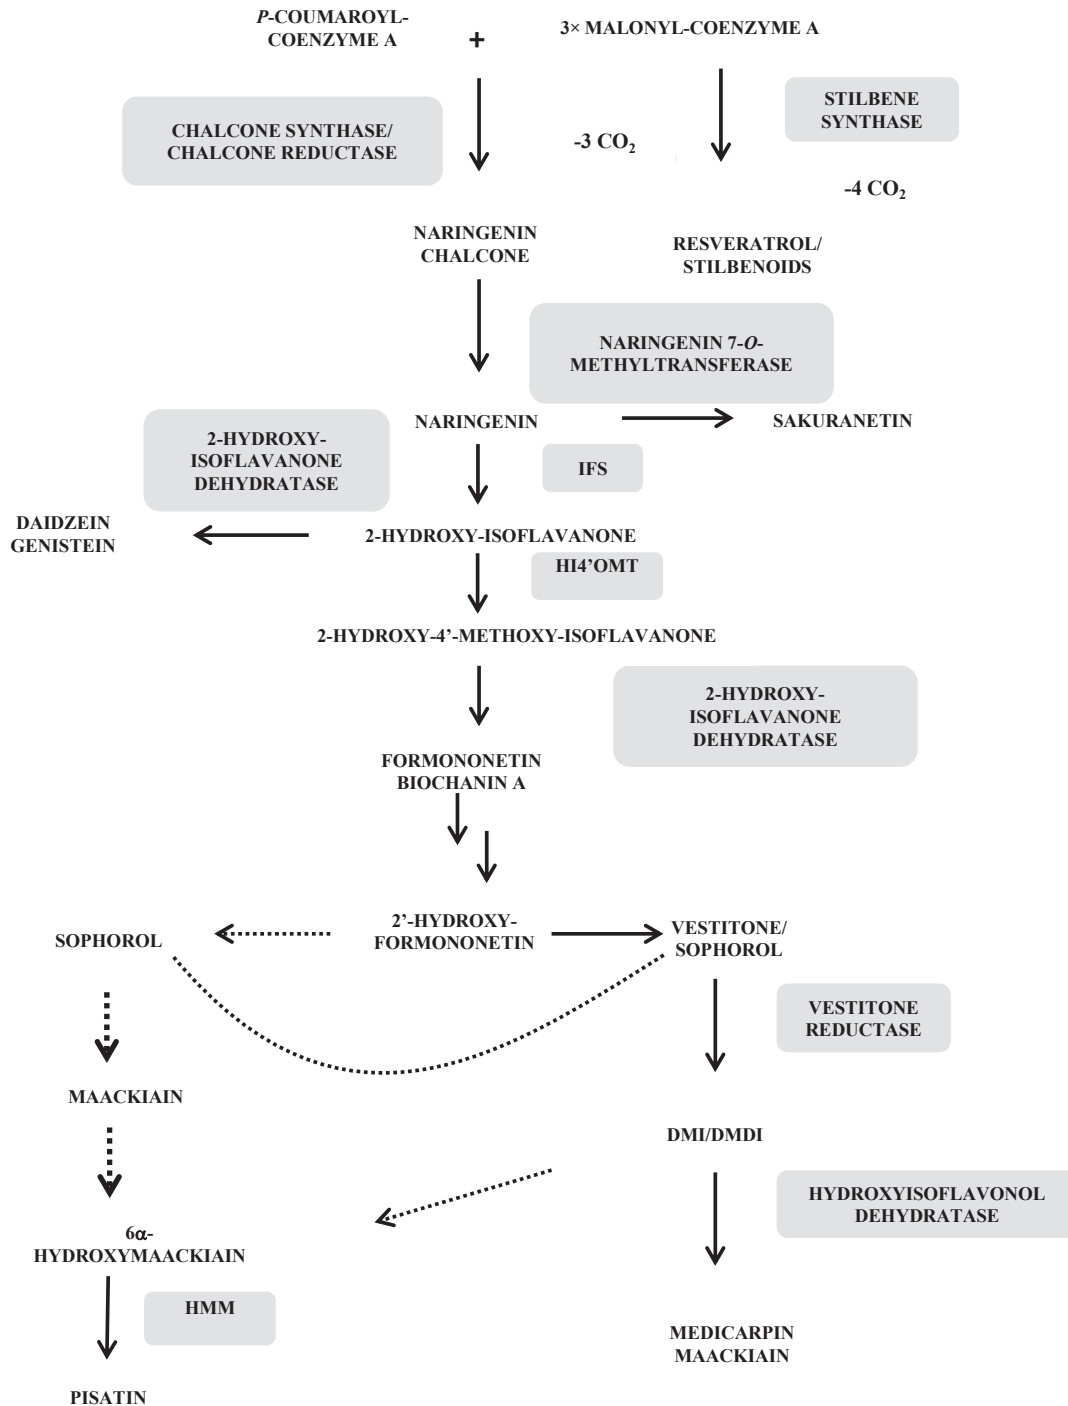 P-COUMAROYL-
COENZYME A
+
3× MALONYL-COENZYME A
CHALCONE SYNTHASE/
CHALCONE REDUCTASE
-3 CO₂
STILBENE
SYNTHASE
-4 CO₂
NARINGENIN
CHALCONE
RESVERATROL/
STILBENOIDS
NARINGENIN 7-O-
METHYLTRANSFERASE
NARINGENIN
SAKURANETIN
2-HYDROXY-
ISOFLAVANONE
DEHYDRATASE
IFS
DAIDZEIN
GENISTEIN
2-HYDROXY-ISOFLAVANONE
HI4’OMT
2-HYDROXY-4’-METHOXY-ISOFLAVANONE
2-HYDROXY-
ISOFLAVANONE
DEHYDRATASE
FORMONONETIN
BIOCHANIN A
SOPHOROL
2’-HYDROXY-
FORMONONETIN
VESTITONE/
SOPHOROL
VESTITONE
REDUCTASE
MAACKIAIN
DMI/DMDI
HYDROXYISOFLAVONOL
DEHYDRATASE
6α-
HYDROXYMAACKIAIN
HMM
MEDICARPIN
MAACKIAIN
PISATIN